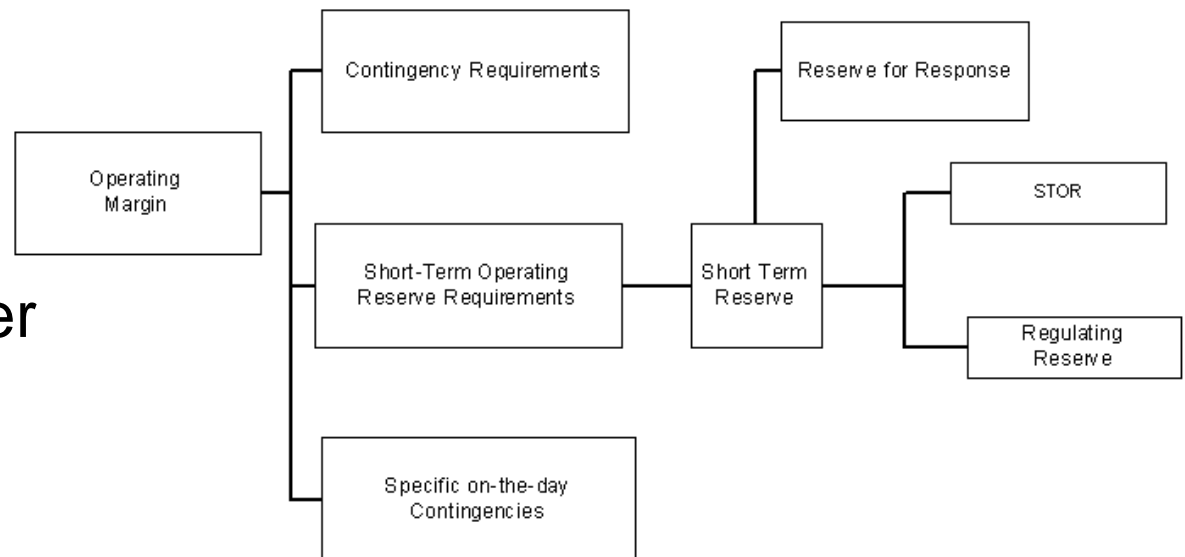 Contingency Requirements
Reserve for Response
Operating
Margin
STOR
Short-Term Operating
Reserve Requirements
Short Term
Reserve
er
Regulating
Reserve
Specific on-the-day
Contingencies